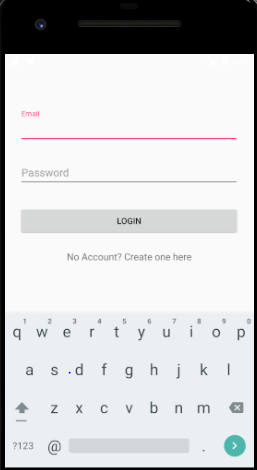 Email
Password
LOGIN
No Account? Create one here
1 2 3 4 5 6 7 8 9 0
q w e r t y u i o p
a s d f g h j k l
z x c v b n m
?123 @ .